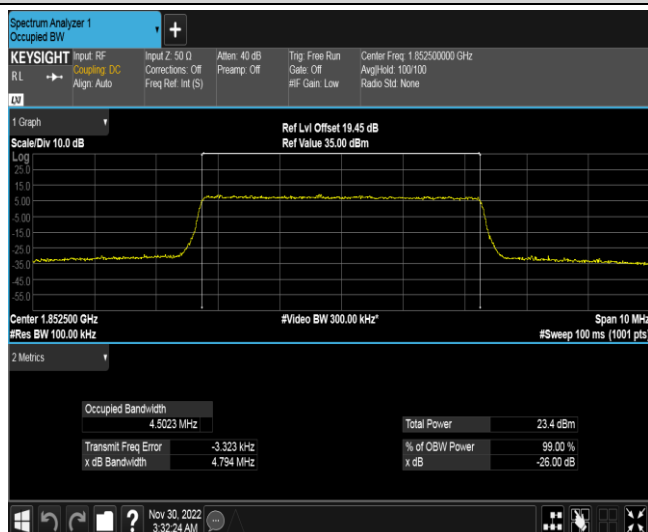 Spectrum Analyzer 1
Occupied BW
+
KEYSIGHT
RL
LXI
Input: RF
Coupling: DC
Align: Auto
Input Z: 50 Ω
Corrections: Off
Freq Ref: Int (S)
Atten: 40 dB
Preamp: Off
Trig: Free Run
Gate: Off
#IF Gain: Low
Center Freq: 1.852500000 GHz
Avg|Hold: 100/100
Radio Std: None
1 Graph
Scale/Div 10.0 dB
Ref Lvl Offset 19.45 dB
Ref Value 35.00 dBm
Log
25.0
15.0
5.00
-5.00
-15.0
-25.0
-35.0
-45.0
-55.0
Center 1.852500 GHz
#Video BW 300.00 kHz*
Span 10 MHz
#Res BW 100.00 kHz
#Sweep 100 ms (1001 pts)
2 Metrics
Occupied Bandwidth
4.5023 MHz
Total Power 23.4 dBm
Transmit Freq Error -3.323 kHz
% of OBW Power 99.00 %
x dB Bandwidth 4.794 MHz
x dB -26.00 dB
?
Nov 30, 2022
3:32:24 AM